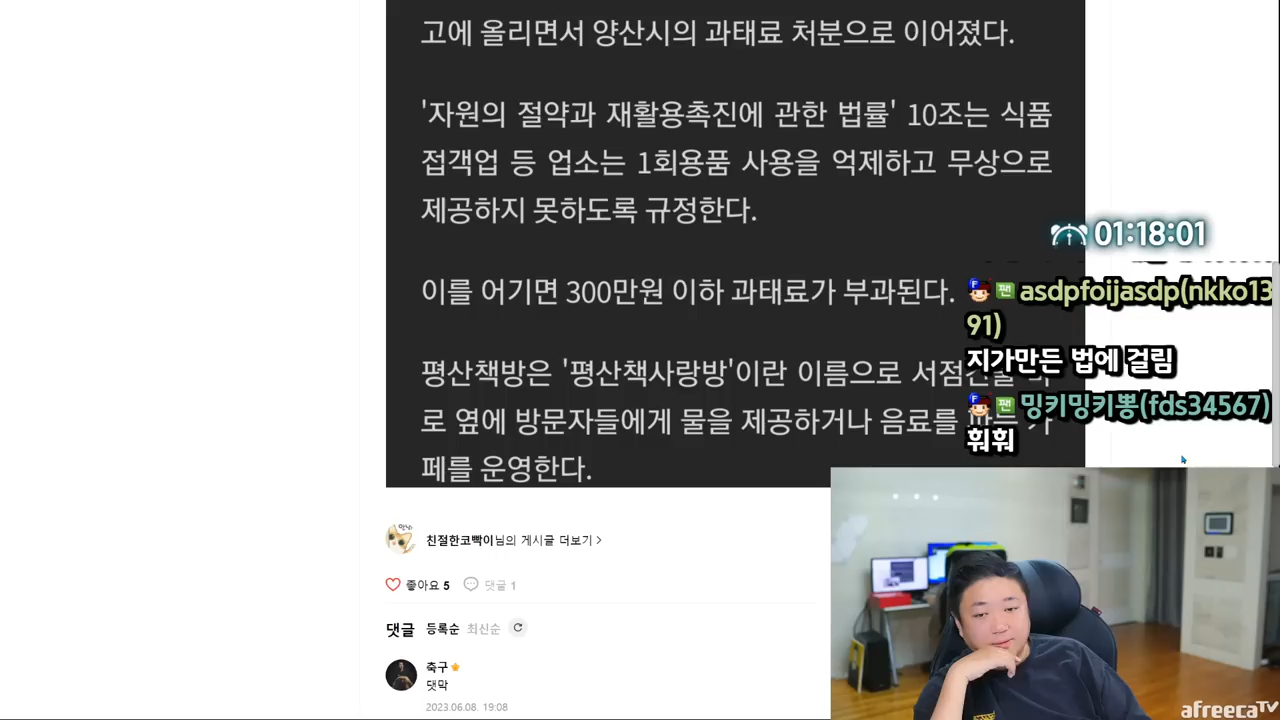 고에 올리면서 양산시의 과태료 처분으로 이어졌다.
'자원의 절약과 재활용촉진에 관한 법률' 10조는 식품
접객업 등 업소는 1회용품 사용을 억제하고 무상으로
제공하지 못하도록 규정한다.
이를 어기면 300만원 이하 과태료가 부과된다.
평산책방은 '평산책사랑방'이란 이름으로
로 옆에 방문자들에게 물을 제공하거나 음료를
페를 운영한다.
01:18:01
F 팬 asdpfoijasdp(nkko13
91)
지가만든 법에 걸림
F 팬 밍키밍키뽕(fds34567)
훠훠
친절한코빡이님의 게시글 더보기 >
좋아요 5 댓글 1
댓글 등록순 최신순
축구
댓막
2023.06.08. 19:08
afreecaTV